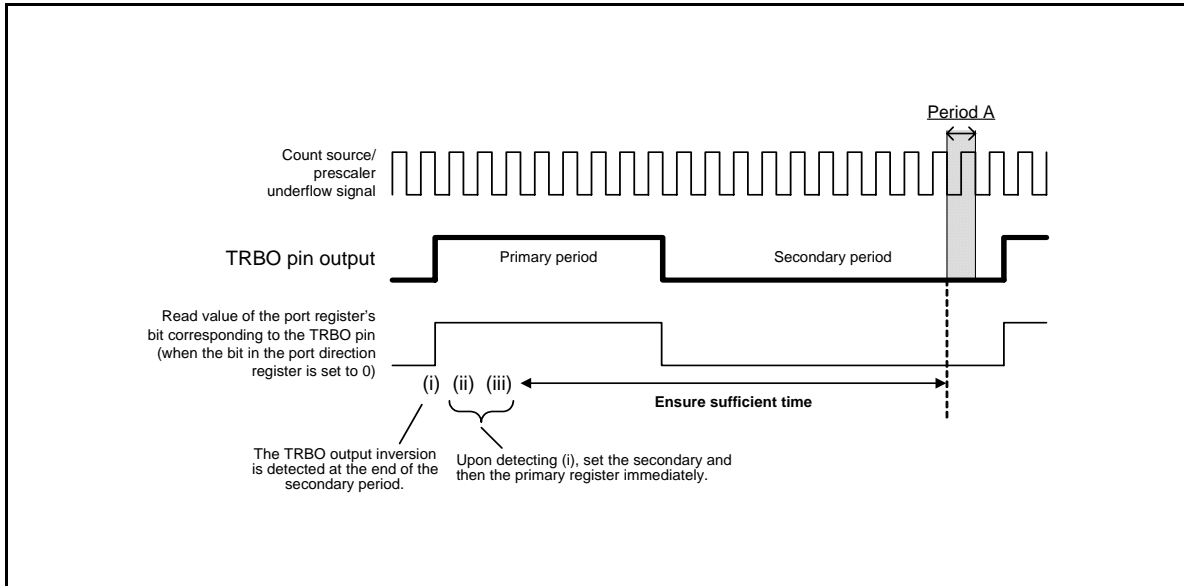 Period A
Count source/
prescaler
underflow signal
TRBO pin output
Primary period
Secondary period
Read value of the port register's
bit corresponding to the TRBO pin
(when the bit in the port direction
register is set to 0)
(i) (ii) (iii)
Ensure sufficient time
The TRBO output inversion
is detected at the end of the
secondary period.
Upon detecting (i), set the secondary and
then the primary register immediately.